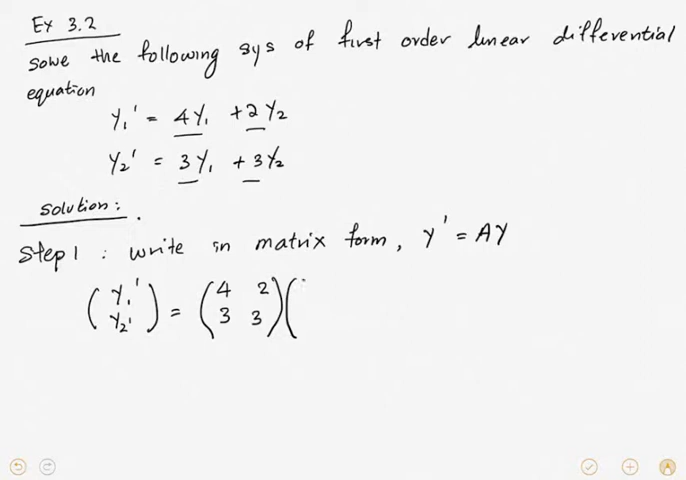 Ex 3.2
solve the following sys of first order linear differential
equation
Y₁' = 4Y₁ + 2Y₂
Y₂' = 3Y₁ + 3Y₂
solution:.
Step 1 : write in matrix form, Y' = AY
(Y₁' Y₂') = (4 2 3 3)(